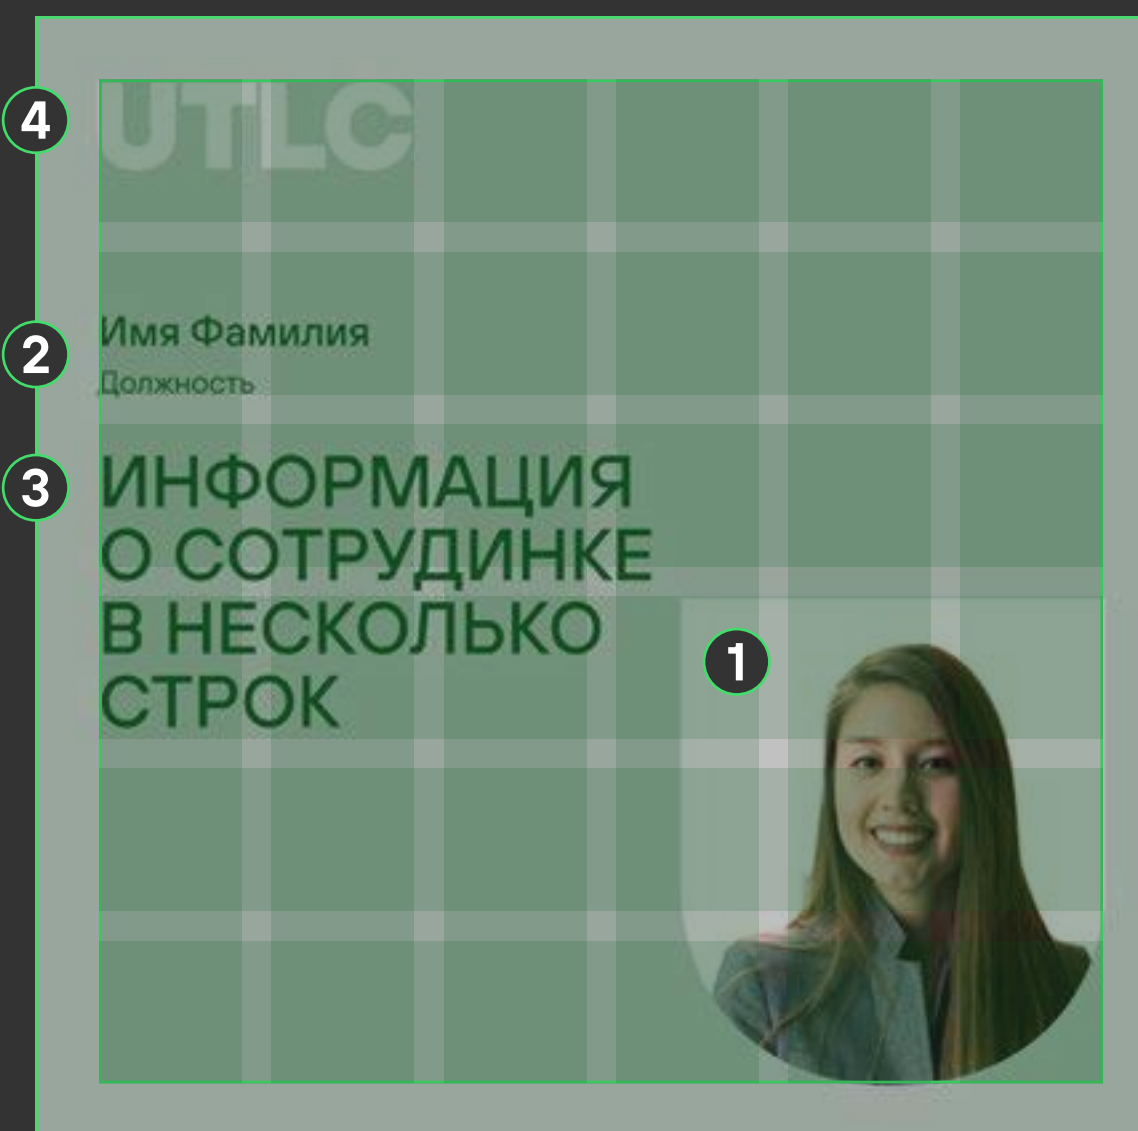 4 UTLC
2 Имя Фамилия
Должность
3 ИНФОРМАЦИЯ
О СОТРУДИНКЕ
В НЕСКОЛЬКО
1
СТРОК